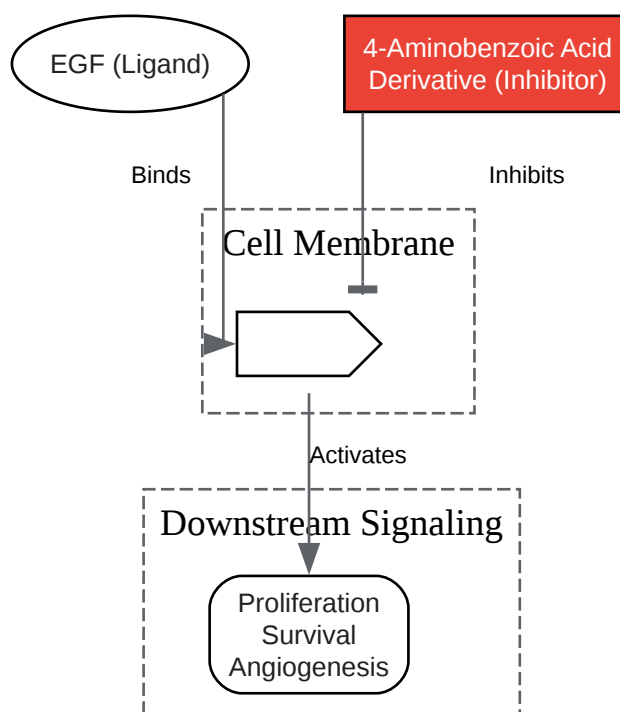 EGF (Ligand)
4-Aminobenzoic Acid
Derivative (Inhibitor)
Binds
Inhibits
Cell Membrane
Activates
Downstream Signaling
Proliferation
Survival
Angiogenesis